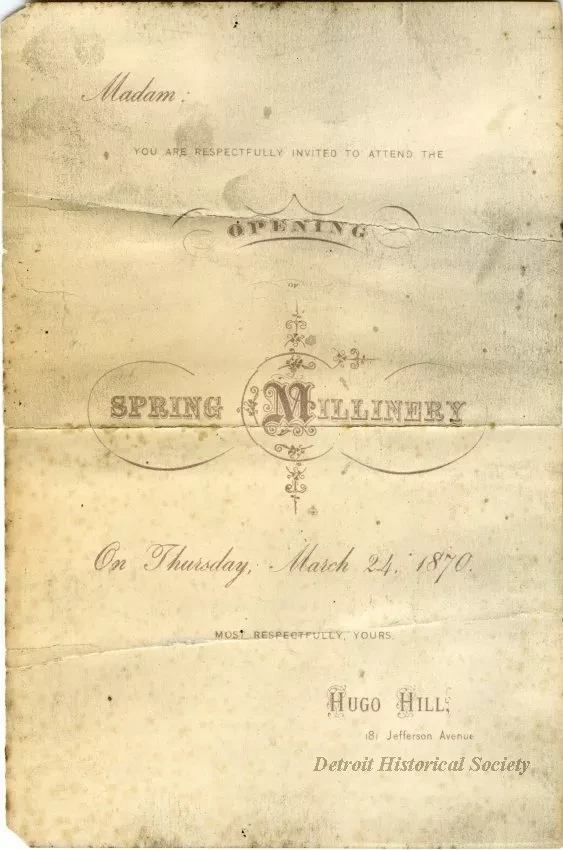 Madam:
YOU ARE RESPECTFULLY INVITED TO ATTEND THE
OPENING
OF
SPRING MILLINERY
On Thursday, March 24, 1870.
MOST RESPECTFULLY, YOURS,
HUGO HILL,
181 Jefferson Avenue
Detroit Historical Society